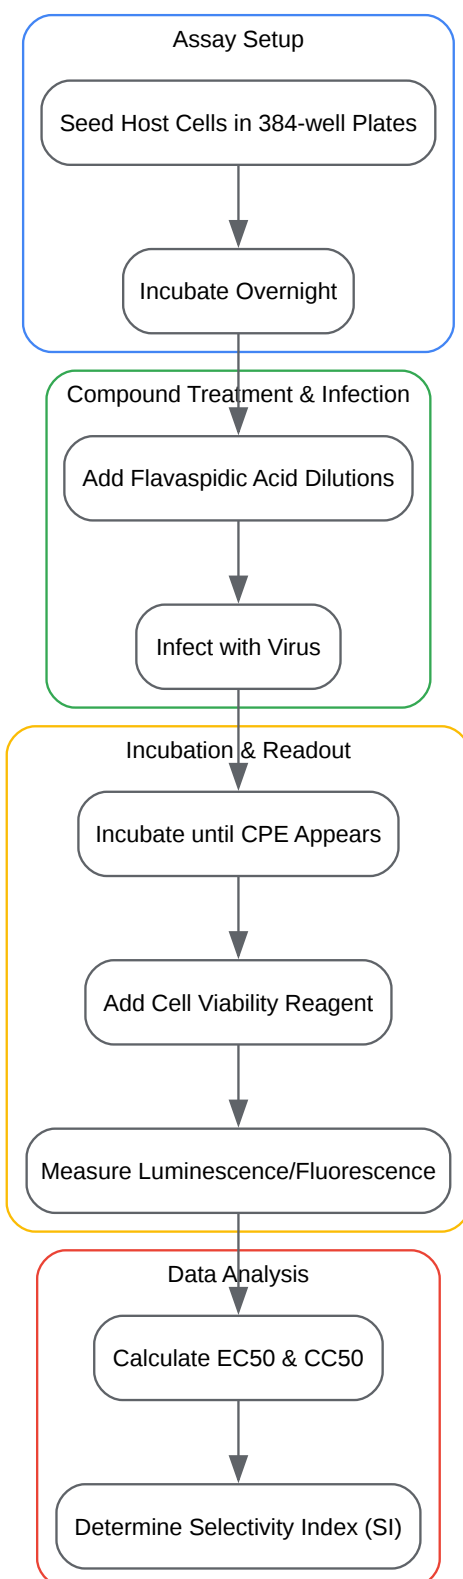 Assay Setup
Seed Host Cells in 384-well Plates
Incubate Overnight
Compound Treatment & Infection
Add Flavaspidic Acid Dilutions
Infect with Virus
Incubation & Readout
Incubate until CPE Appears
Add Cell Viability Reagent
Measure Luminescence/Fluorescence
Data Analysis
Calculate EC50 & CC50
Determine Selectivity Index (SI)